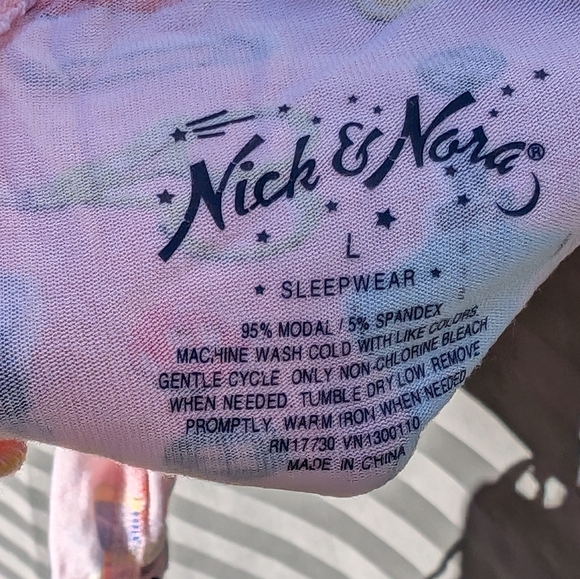 Nick & Nora®
L
★ SLEEPWEAR ★
95% MODAL / 5% SPANDEX
MACHINE WASH COLD WITH LIKE COLORS
GENTLE CYCLE ONLY NON-CHLORINE BLEACH
WHEN NEEDED TUMBLE DRY LOW REMOVE
PROMPTLY. WARM IRON WHEN NEEDED
RN17730 VN1300110
MADE IN CHINA